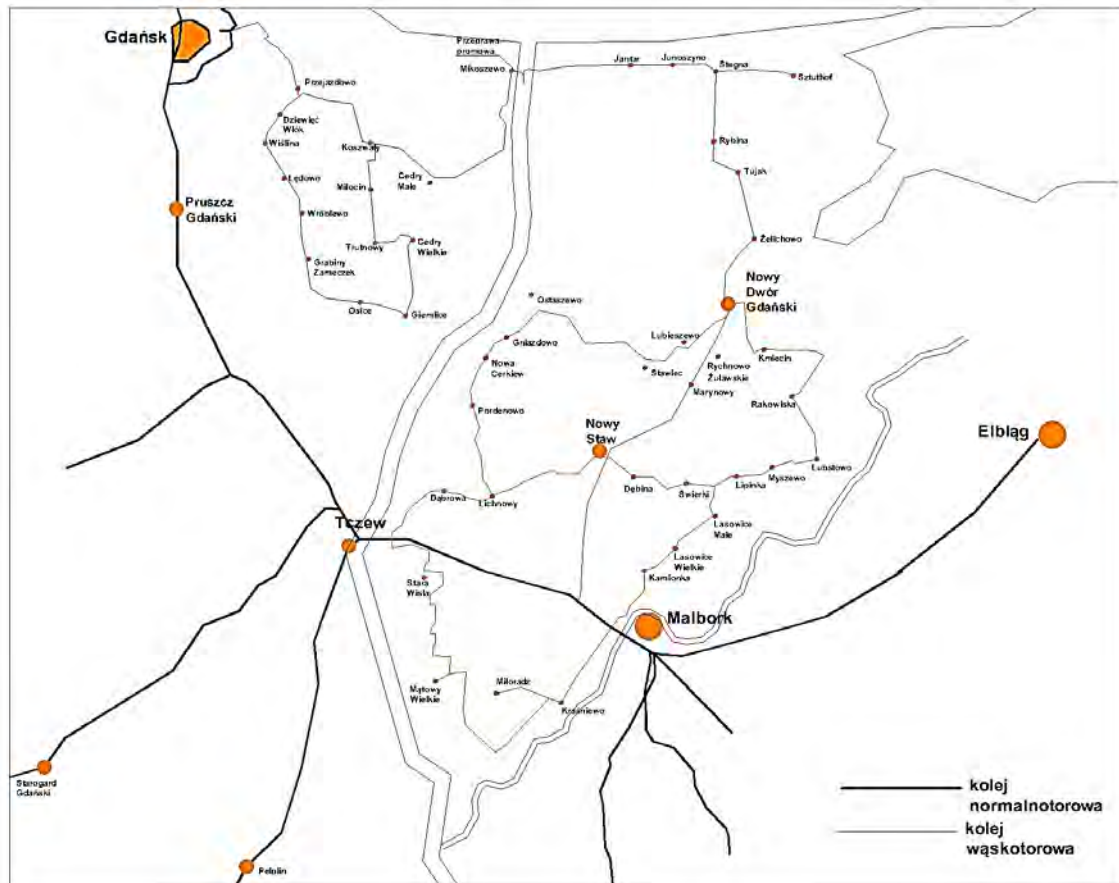 Gdańsk
Przeprawa
promowa
Mikoszewo
Jantar
Junoszyno
Stegna
Sztuthof
Przejazdowo
Dziewięć
Włók
Wiślina
Koszwały
Rybina
Lędowo
Miłocin
Cedry
Małe
Tujsk
Pruszcz
Gdański
Wróblewo
Trutnowy
Cedry
Wielkie
Żelichowo
Grabiny
Zameczek
Nowy
Dwór
Gdański
Osice
Giemlice
Ostaszewo
Lubieszewo
Gniazdowo
Nowa
Cerkiew
Stawiec
Rychnowo
Żuławskie
Kmiecin
Marynowy
Rakowiska
Pordenowo
Nowy
Staw
Elbląg
Dębina
Świerki
Lipinka
Myszewo
Lubstowo
Dąbrowa
Lichnowy
Lasowice
Małe
Tczew
Lasowice
Wielkie
Stara
Wisła
Kamionka
Malbork
Mątowy
Wielkie
Miłoradz
Kraśniewo
Starogard
Gdański
kolej
normalnotorowa
kolej
wąskotorowa
Pelplin